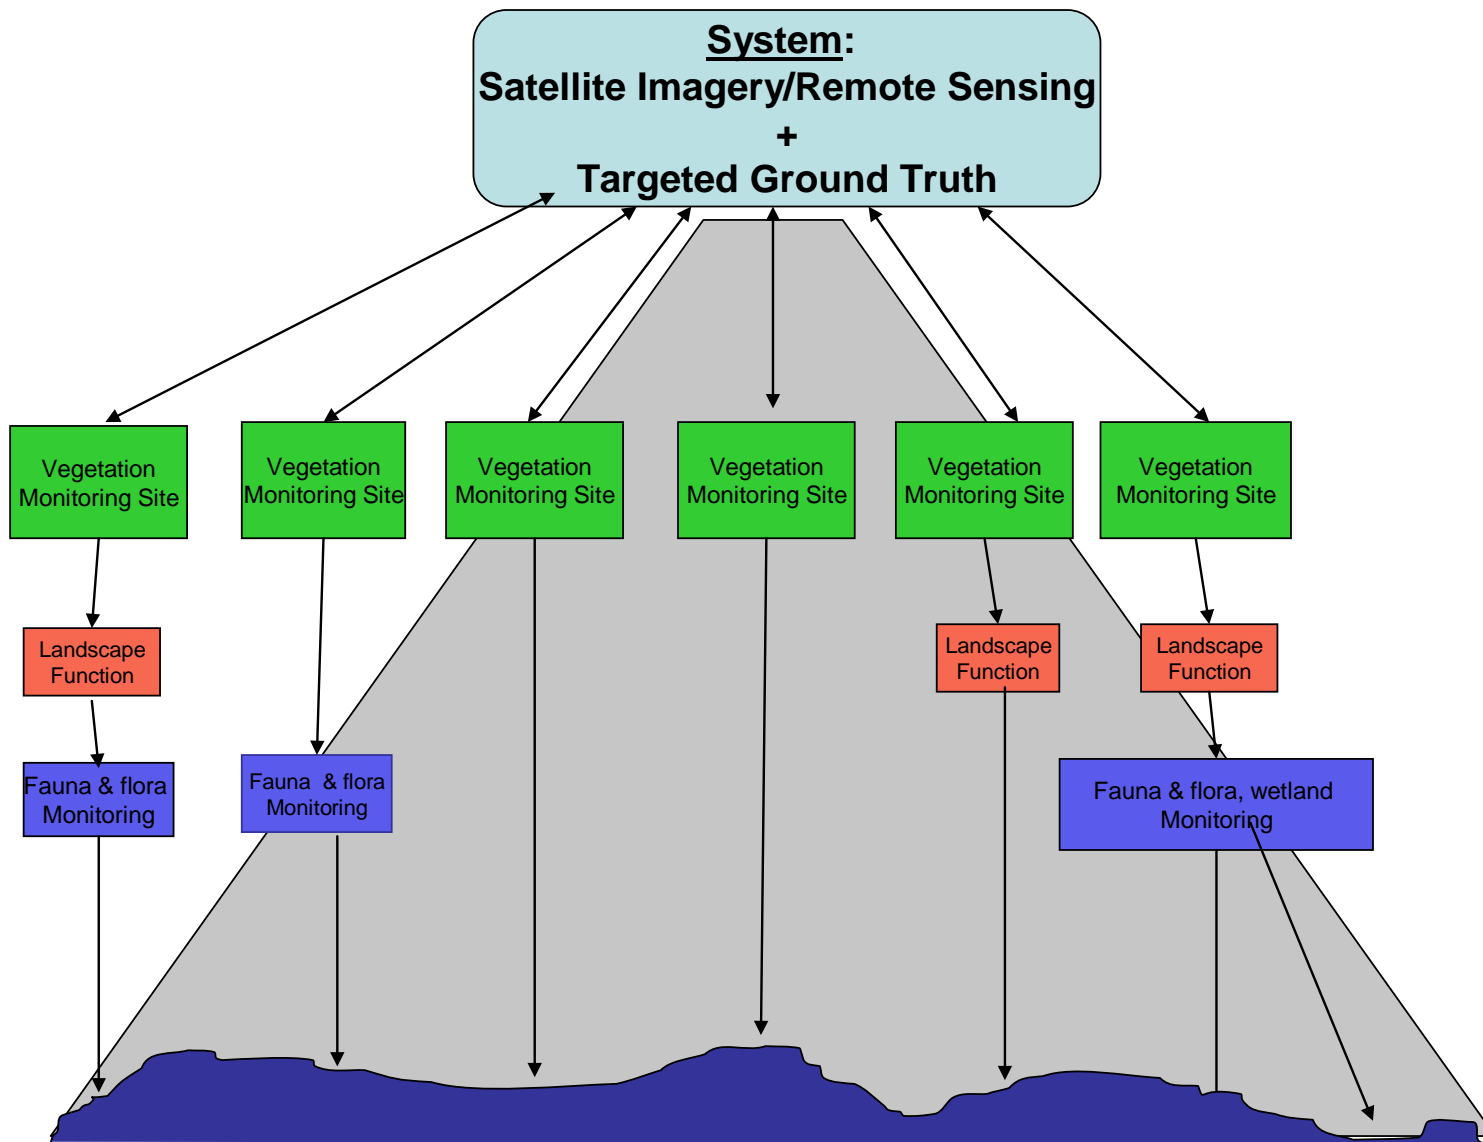 System:
Satellite Imagery/Remote Sensing
+
Targeted Ground Truth
Vegetation
Monitoring Site
Vegetation
Monitoring Site
Vegetation
Monitoring Site
Vegetation
Monitoring Site
Vegetation
Monitoring Site
Vegetation
Monitoring Site
Landscape
Function
Landscape
Function
Landscape
Function
Fauna & flora
Monitoring
Fauna & flora
Monitoring
Fauna & flora, wetland
Monitoring